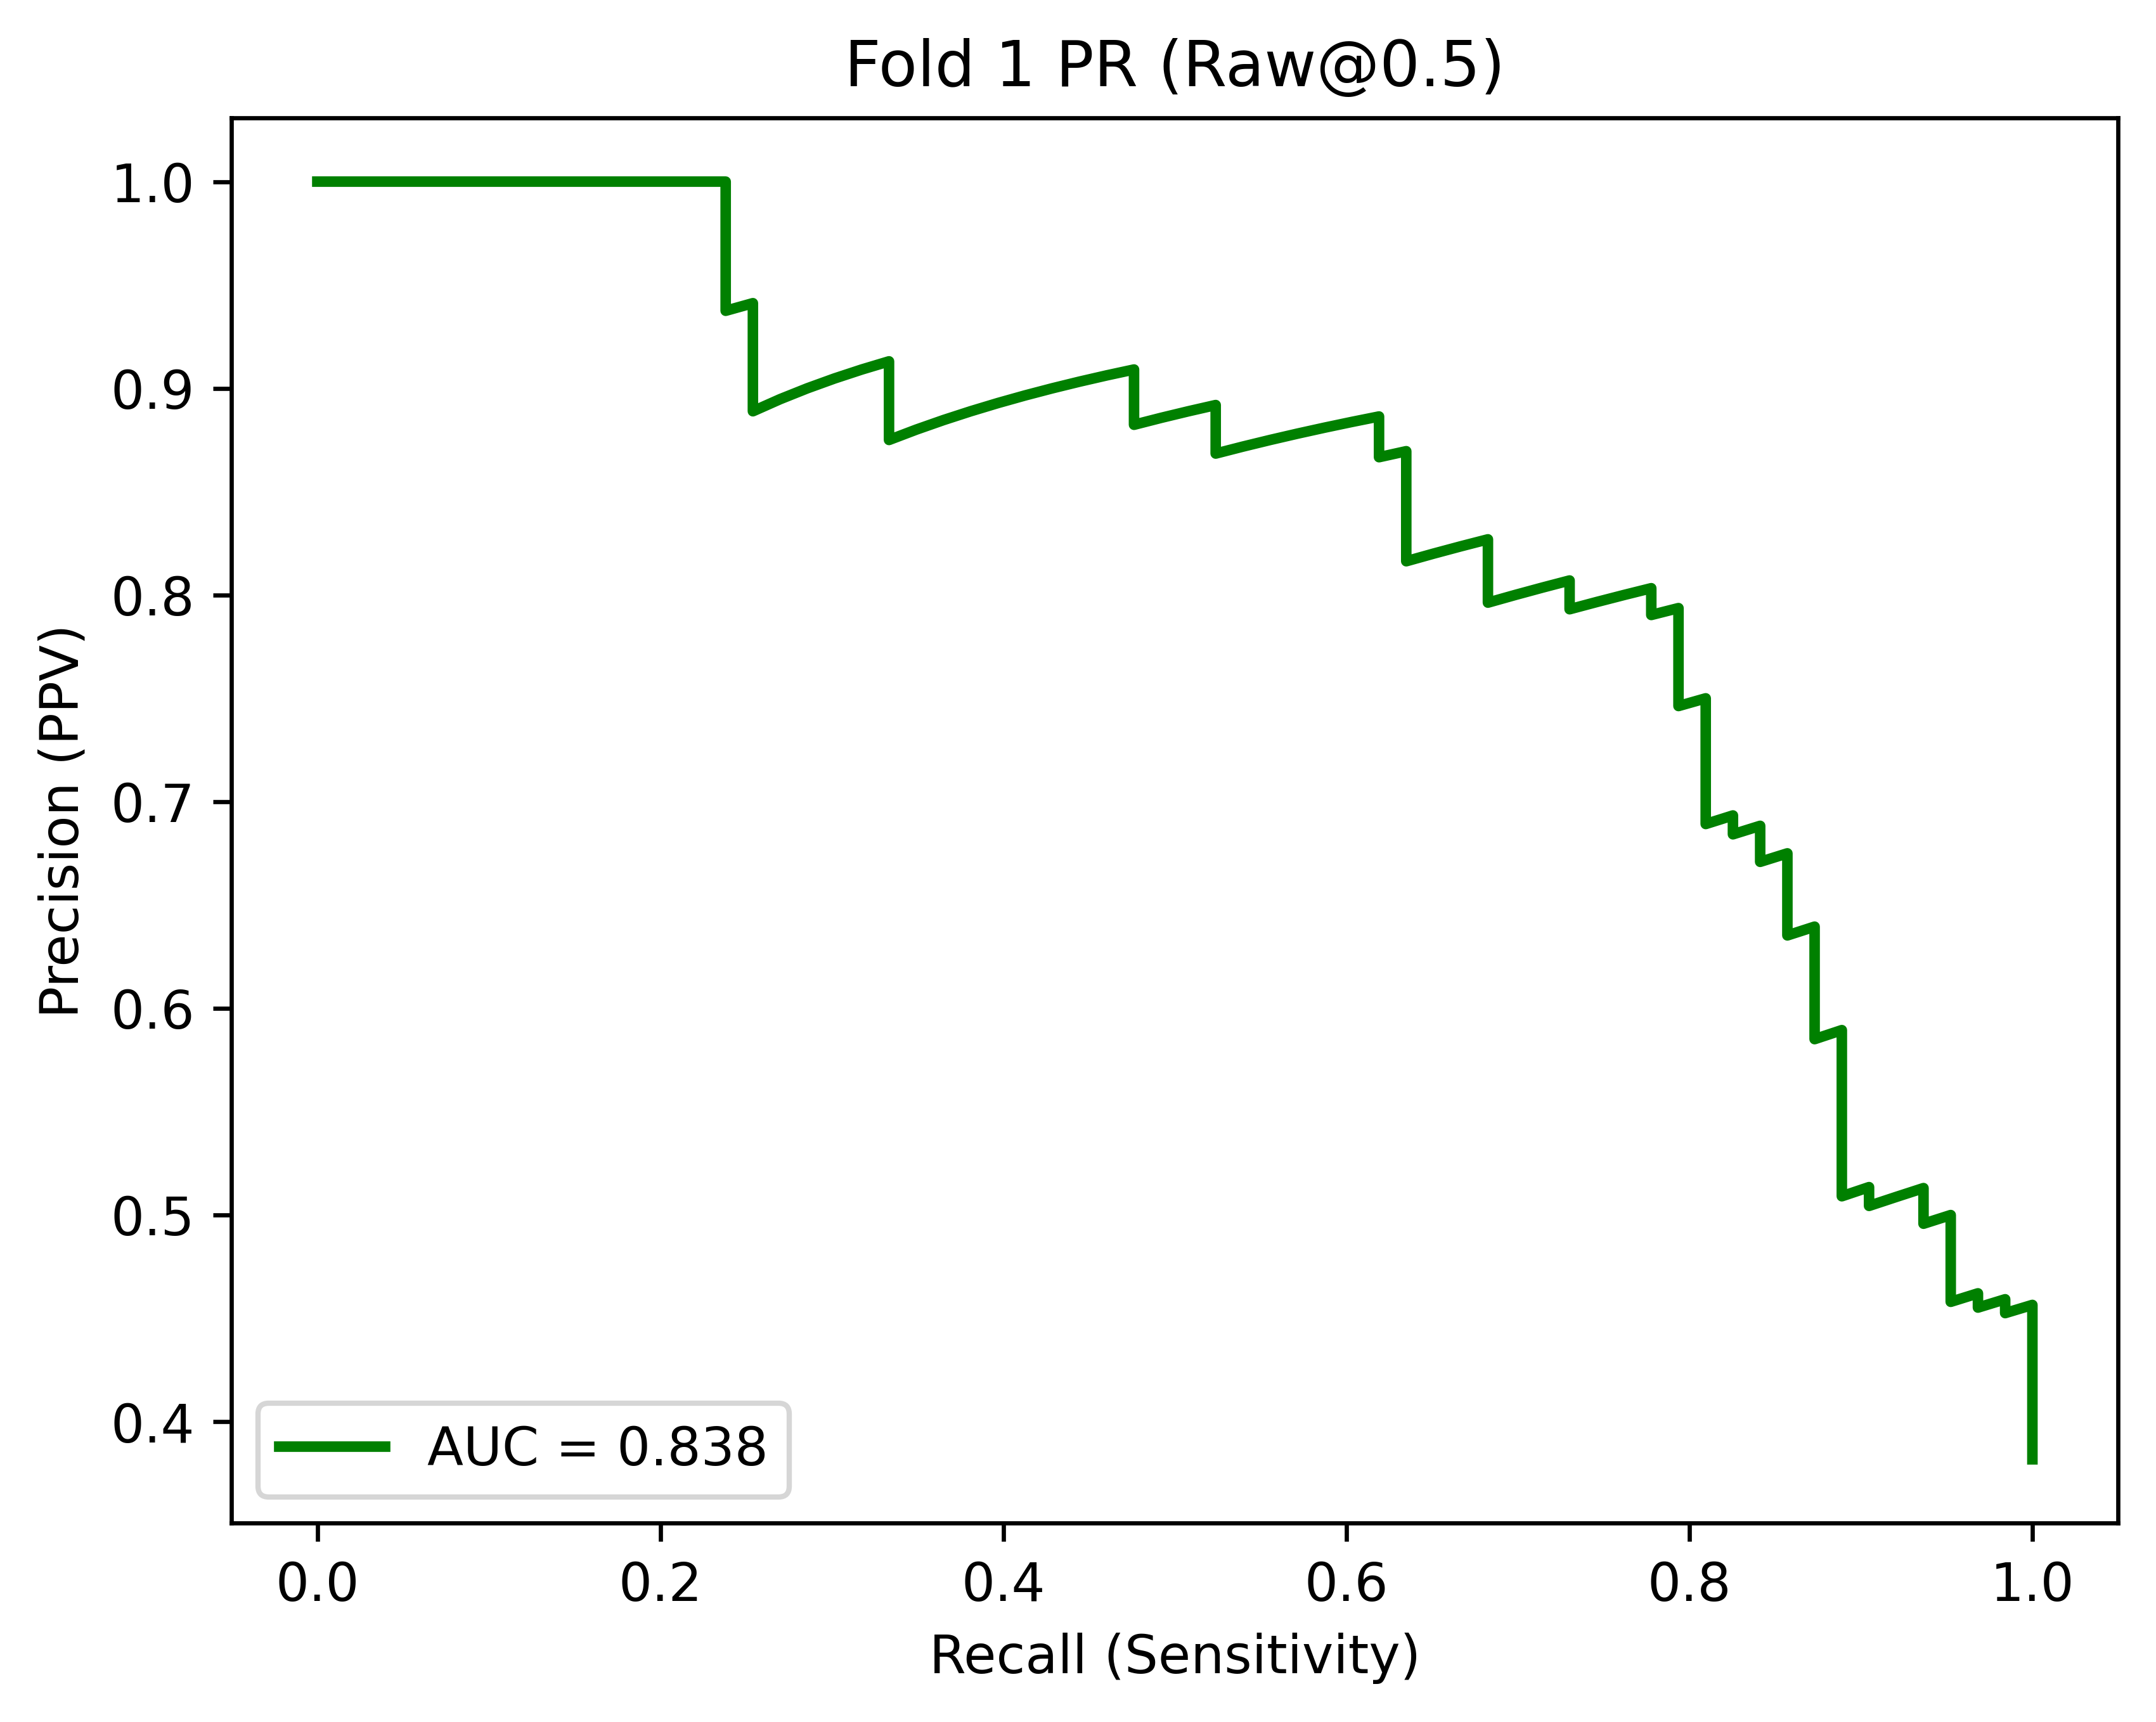 Fold 1 PR (Raw@0.5)
Precision (PPV)
1.0
0.9
0.8
0.7
0.6
0.5
0.4
AUC = 0.838
0.0 0.2 0.4 0.6 0.8 1.0
Recall (Sensitivity)